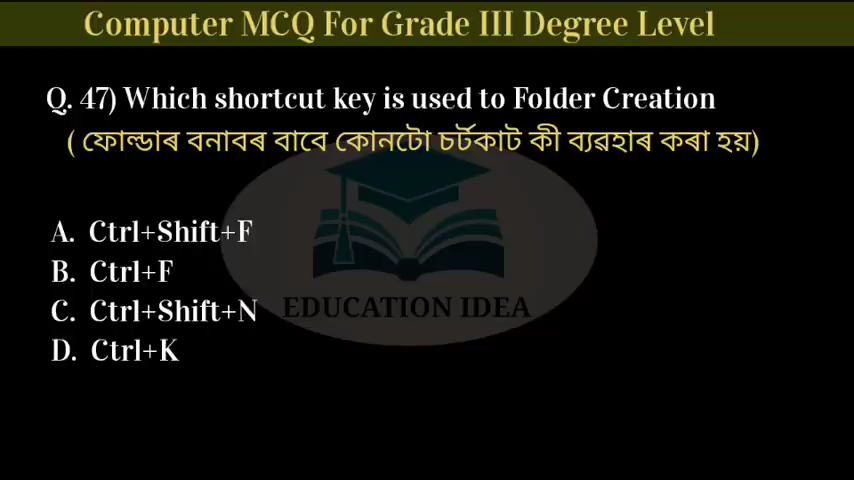 Computer MCQ For Grade III Degree Level
Q. 47) Which shortcut key is used to Folder Creation
( ফোল্ডাৰ বনাবৰ বাবে কোনটো চৰ্টকাট কী ব্যৱহাৰ কৰা হয়)
A. Ctrl+Shift+F
B. Ctrl+F
C. Ctrl+Shift+N
D. Ctrl+K
EDUCATION IDEA